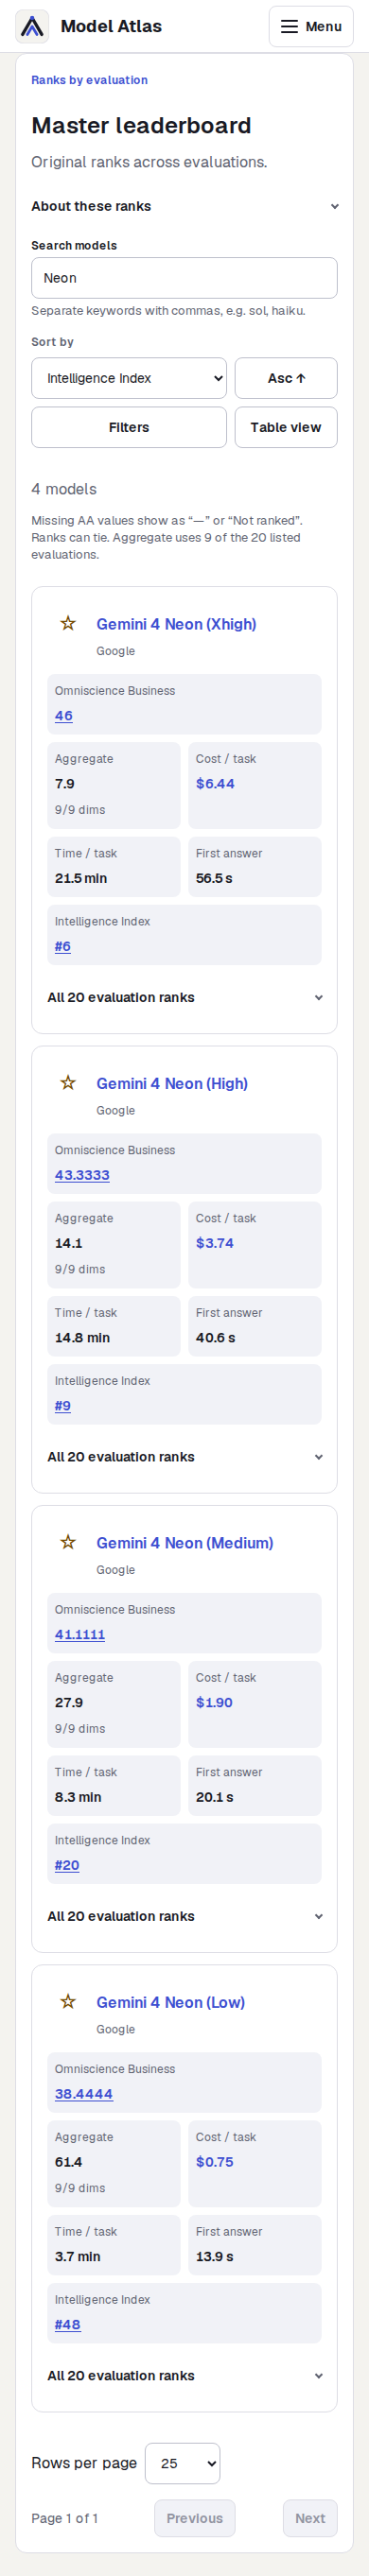 Model Atlas
Menu
Ranks by evaluation
Master leaderboard
Original ranks across evaluations.
About these ranks
Search models
Neon
Separate keywords with commas, e.g. sol, haiku.
Sort by
Intelligence Index
Asc ↑
Filters
Table view
4 models
Missing AA values show as “—” or “Not ranked”.
Ranks can tie. Aggregate uses 9 of the 20 listed
evaluations.
☆ Gemini 4 Neon (Xhigh)
Google
Omniscience Business
46
Aggregate
7.9
9/9 dims
Cost / task
$6.44
Time / task
21.5 min
First answer
56.5 s
Intelligence Index
#6
All 20 evaluation ranks
☆ Gemini 4 Neon (High)
Google
Omniscience Business
43.3333
Aggregate
14.1
9/9 dims
Cost / task
$3.74
Time / task
14.8 min
First answer
40.6 s
Intelligence Index
#9
All 20 evaluation ranks
☆ Gemini 4 Neon (Medium)
Google
Omniscience Business
41.1111
Aggregate
27.9
9/9 dims
Cost / task
$1.90
Time / task
8.3 min
First answer
20.1 s
Intelligence Index
#20
All 20 evaluation ranks
☆ Gemini 4 Neon (Low)
Google
Omniscience Business
38.4444
Aggregate
61.4
9/9 dims
Cost / task
$0.75
Time / task
3.7 min
First answer
13.9 s
Intelligence Index
#48
All 20 evaluation ranks
Rows per page
25
Page 1 of 1
Previous
Next